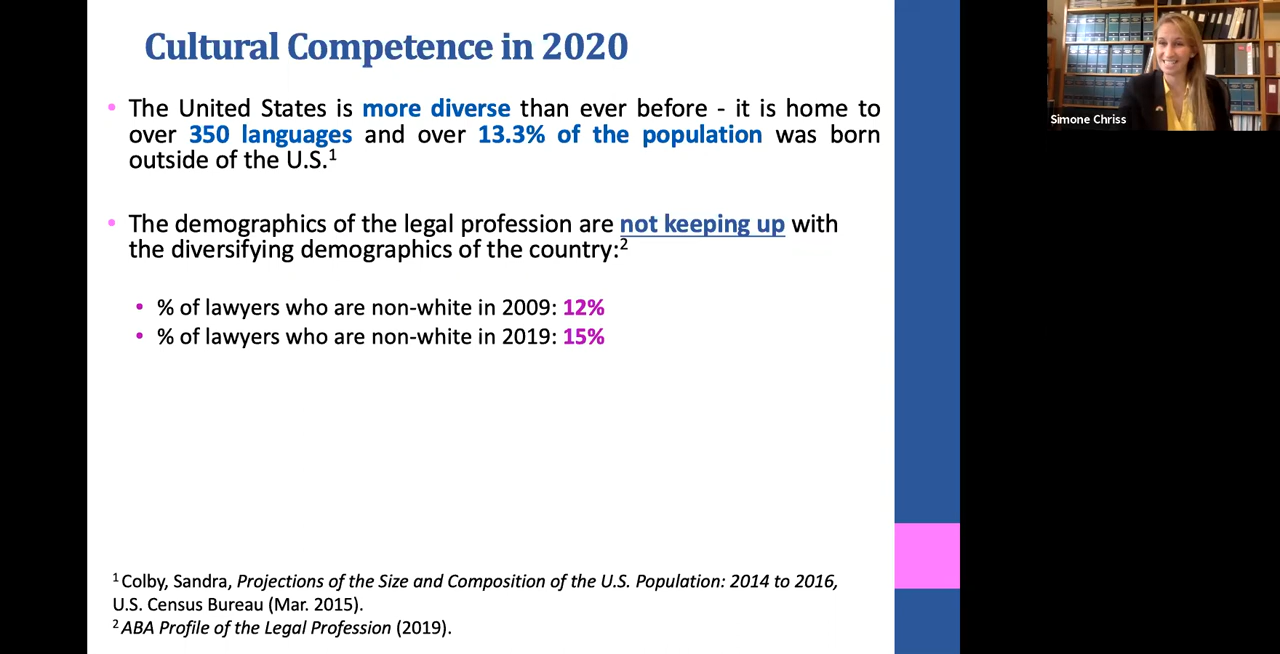 Cultural Competence in 2020
• The United States is more diverse than ever before - it is home to
over 350 languages and over 13.3% of the population was born
outside of the U.S.¹
• The demographics of the legal profession are not keeping up with
the diversifying demographics of the country:²
• % of lawyers who are non-white in 2009: 12%
• % of lawyers who are non-white in 2019: 15%
¹ Colby, Sandra, Projections of the Size and Composition of the U.S. Population: 2014 to 2016,
U.S. Census Bureau (Mar. 2015).
² ABA Profile of the Legal Profession (2019).
Simone Chriss